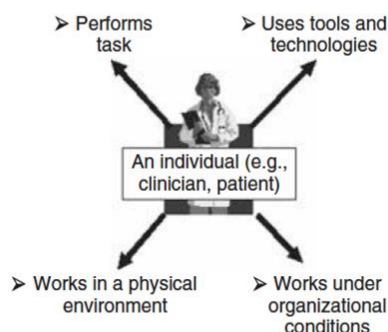 ➢ Performs
task
➢ Uses tools and
technologies
An individual (e.g.,
clinician, patient)
➢ Works in a physical
environment
➢ Works under
organizational
conditions